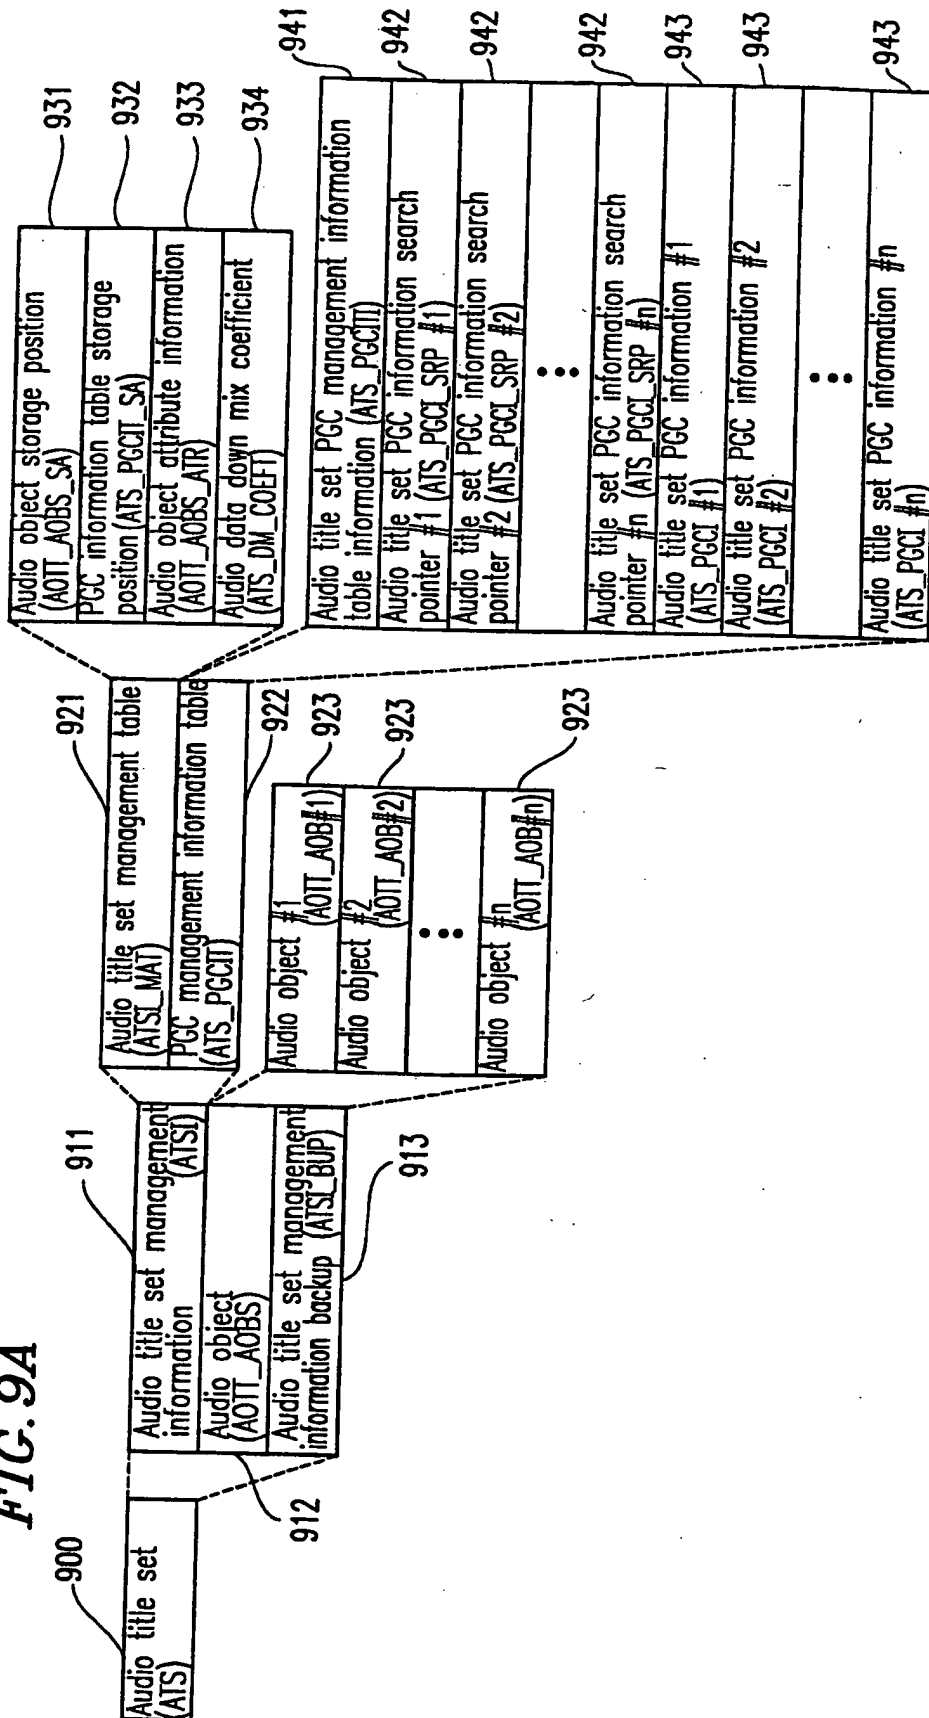 FIG. 9A
900
Audio title set
(ATS)
911
Audio title set management
information (ATSI)
Audio object
(AOTT_AOBS)
Audio title set management
information backup (ATSI_BUP)
912
913
921
Audio title set management table
(ATSI_MAT)
PGC management information table
(ATS_PGCIT)
922
Audio object #1
(AOTT_AOB#1)
923
Audio object #2
(AOTT_AOB#2)
923
Audio object #n
(AOTT_AOB#n)
923
Audio object storage position
(AOTT_AOBS_SA)
931
PGC information table storage
position (ATS_PGCIT_SA)
932
Audio object attribute information
(AOTT_AOBS_ATR)
933
Audio data down mix coefficient
(ATS_DM_COEFT)
934
Audio title set PGC management information
table information (ATS_PGCITI)
941
Audio title set PGC information search
pointer #1 (ATS_PGCI_SRP #1)
942
Audio title set PGC information search
pointer #2 (ATS_PGCI_SRP #2)
942
Audio title set PGC information search
pointer #n (ATS_PGCI_SRP #n)
942
Audio title set PGC information #1
(ATS_PGCI #1)
943
Audio title set PGC information #2
(ATS_PGCI #2)
943
Audio title set PGC information #n
(ATS_PGCI #n)
943